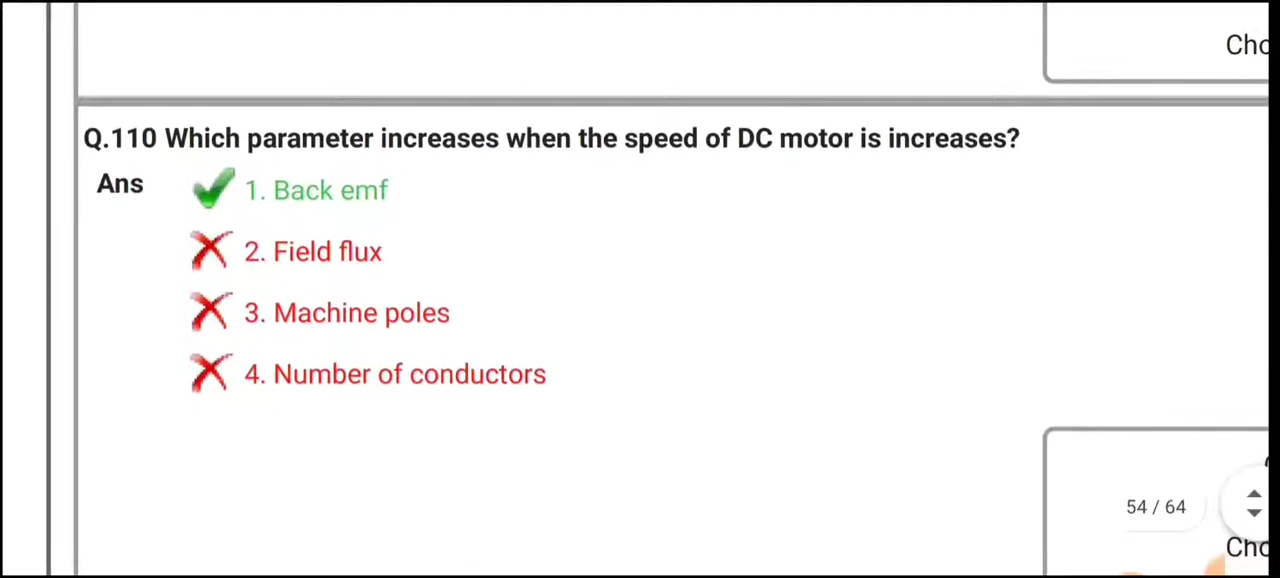 Q.110 Which parameter increases when the speed of DC motor is increases?
Ans
1. Back emf
2. Field flux
3. Machine poles
4. Number of conductors
54 / 64